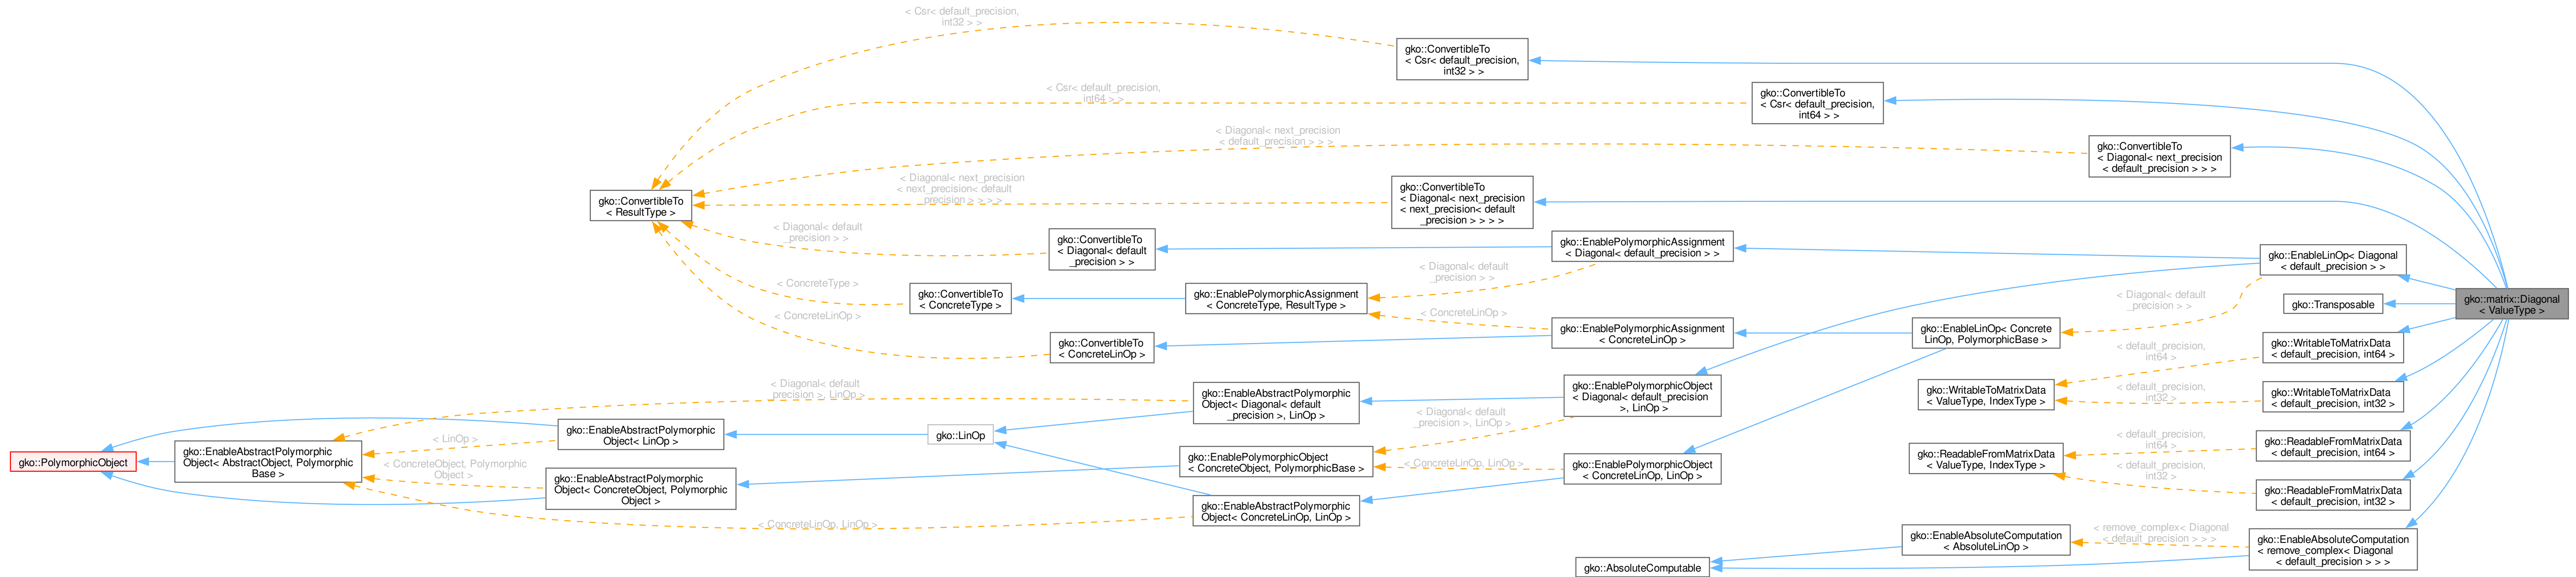 < Csr< default_precision,
int32 > >
gko::ConvertibleTo
< Csr< default_precision,
int32 > >
< Csr< default_precision,
int64 > >
gko::ConvertibleTo
< Csr< default_precision,
int64 > >
< Diagonal< next_precision
< default_precision > > >
gko::ConvertibleTo
< Diagonal< next_precision
< default_precision > > >
< Diagonal< next_precision
< next_precision< default
_precision > > > >
gko::ConvertibleTo
< Diagonal< next_precision
< next_precision< default
_precision > > > >
gko::ConvertibleTo
< ResultType >
< Diagonal< default
_precision > >
gko::ConvertibleTo
< Diagonal< default
_precision > >
gko::EnablePolymorphicAssignment
< Diagonal< default_precision > >
gko::EnableLinOp< Diagonal
< default_precision > >
< ConcreteType >
gko::ConvertibleTo
< ConcreteType >
gko::EnablePolymorphicAssignment
< ConcreteType, ResultType >
< Diagonal< default
_precision > >
< ConcreteLinOp >
< Diagonal< default
_precision > >
gko::Transposable
gko::matrix::Diagonal
< ValueType >
< ConcreteLinOp >
gko::ConvertibleTo
< ConcreteLinOp >
gko::EnablePolymorphicAssignment
< ConcreteLinOp >
gko::EnableLinOp< Concrete
LinOp, PolymorphicBase >
< default_precision,
int64 >
gko::WritableToMatrixData
< default_precision, int64 >
gko::WritableToMatrixData
< ValueType, IndexType >
< default_precision,
int32 >
gko::WritableToMatrixData
< default_precision, int32 >
< Diagonal< default
_precision >, LinOp >
gko::EnableAbstractPolymorphic
Object< Diagonal< default
_precision >, LinOp >
gko::EnablePolymorphicObject
< Diagonal< default_precision
>, LinOp >
< Diagonal< default
_precision >, LinOp >
gko::PolymorphicObject
gko::EnableAbstractPolymorphic
Object< AbstractObject, Polymorphic
Base >
< LinOp >
gko::EnableAbstractPolymorphic
Object< LinOp >
gko::LinOp
< ConcreteObject, Polymorphic
Object >
gko::EnableAbstractPolymorphic
Object< ConcreteObject, Polymorphic
Object >
gko::EnablePolymorphicObject
< ConcreteObject, PolymorphicBase >
< ConcreteLinOp, LinOp >
gko::EnablePolymorphicObject
< ConcreteLinOp, LinOp >
< ConcreteLinOp, LinOp >
gko::EnableAbstractPolymorphic
Object< ConcreteLinOp, LinOp >
gko::ReadableFromMatrixData
< ValueType, IndexType >
< default_precision,
int64 >
gko::ReadableFromMatrixData
< default_precision, int64 >
< default_precision,
int32 >
gko::ReadableFromMatrixData
< default_precision, int32 >
gko::AbsoluteComputable
gko::EnableAbsoluteComputation
< AbsoluteLinOp >
< remove_complex< Diagonal
< default_precision > > >
gko::EnableAbsoluteComputation
< remove_complex< Diagonal
< default_precision > > >